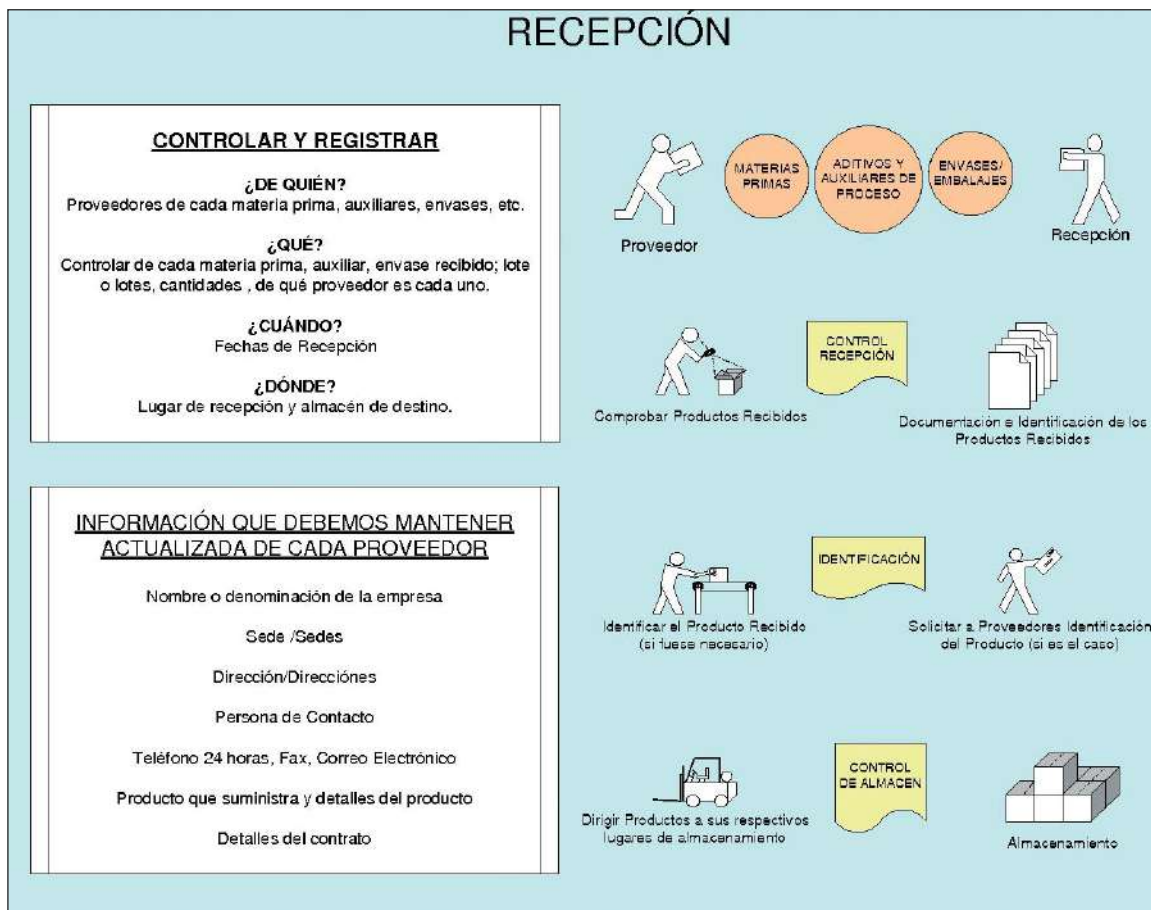 RECEPCIÓN
CONTROLAR Y REGISTRAR
¿DE QUIÉN?
Proveedores de cada materia prima, auxiliares, envases, etc.
¿QUÉ?
Controlar de cada materia prima, auxiliar, envase recibido; lote
o lotes, cantidades , de qué proveedor es cada uno.
¿CUÁNDO?
Fechas de Recepción
¿DÓNDE?
Lugar de recepción y almacén de destino.
INFORMACIÓN QUE DEBEMOS MANTENER
ACTUALIZADA DE CADA PROVEEDOR
Nombre o denominación de la empresa
Sede /Sedes
Dirección/Direcciónes
Persona de Contacto
Teléfono 24 horas, Fax, Correo Electrónico
Producto que suministra y detalles del producto
Detalles del contrato
MATERIAS
PRIMAS
ADITIVOS Y
AUXILIARES DE
PROCESO
ENVASES/
EMBALAJES
Proveedor
Recepción
CONTROL
RECEPCIÓN
Comprobar Productos Recibidos
Documentación e Identificación de los
Productos Recibidos
IDENTIFICACIÓN
Identificar el Producto Recibido
(si fuese necesario)
Solicitar a Proveedores Identificación
del Producto (si es el caso)
CONTROL
DE ALMACEN
Dirigir Productos a sus respectivos
lugares de almacenamiento
Almacenamiento